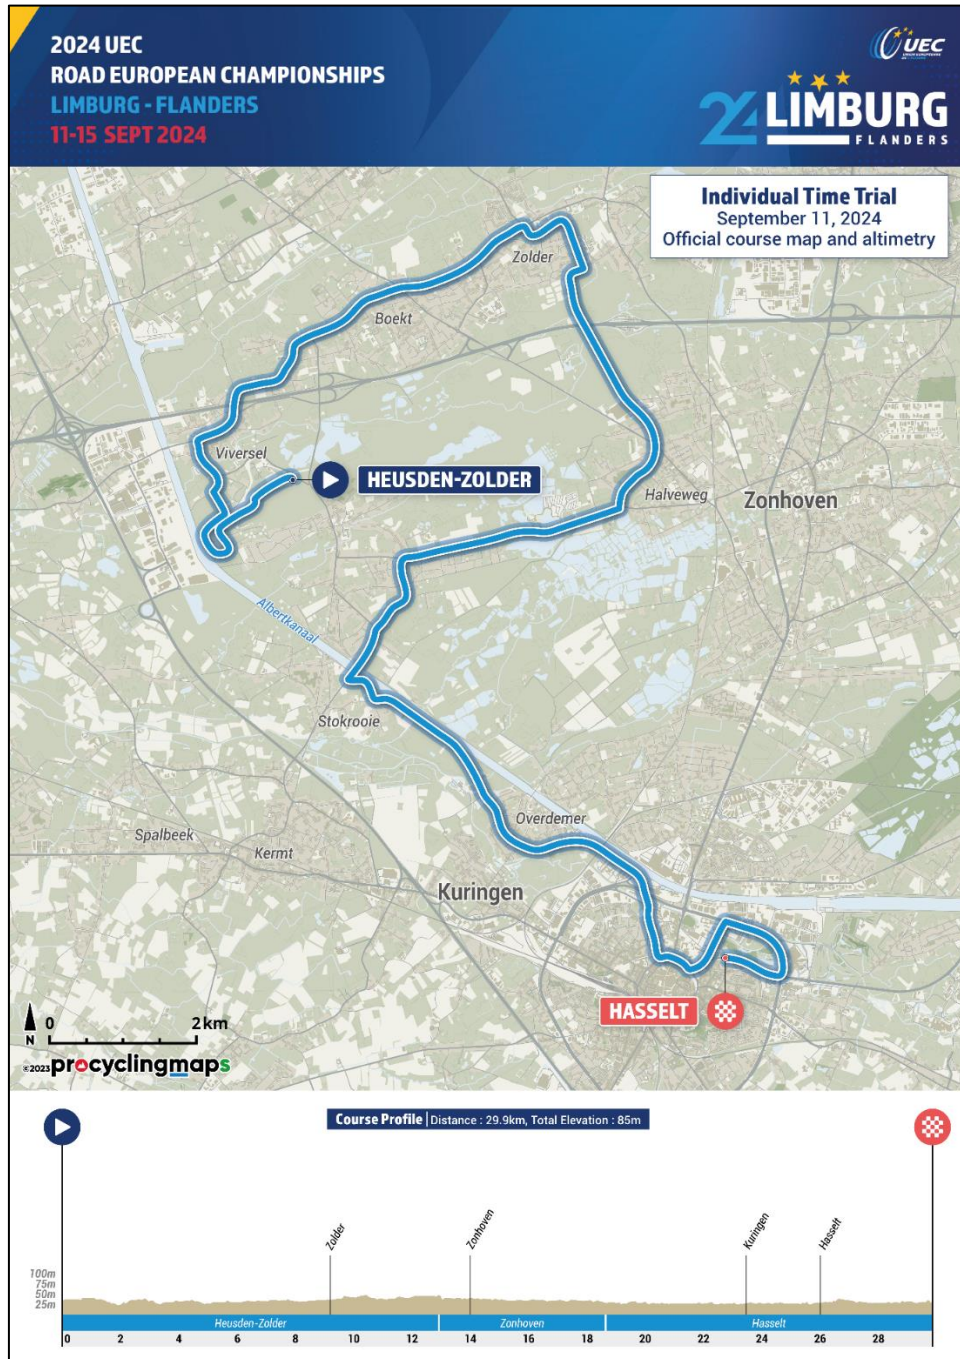 2024 UEC
ROAD EUROPEAN CHAMPIONSHIPS
LIMBURG - FLANDERS
11-15 SEPT 2024
UEC
24 LIMBURG
FLANDERS
Individual Time Trial
September 11, 2024
Official course map and altimetry
Zolder
Boekt
Viversel
HEUSDEN-ZOLDER
Halveweg
Zonhoven
Albertkanaal
Stokrooie
Overdemer
Spalbeek
Kermt
Kuringen
HASSELT
N
0 2km
©2023 procyclingmaps
Course Profile | Distance : 29.9km, Total Elevation : 85m
Zolder
Zonhoven
Kuringen
Hasselt
100m
75m
50m
25m
Heusden-Zolder Zonhoven Hasselt
0 2 4 6 8 10 12 14 16 18 20 22 24 26 28